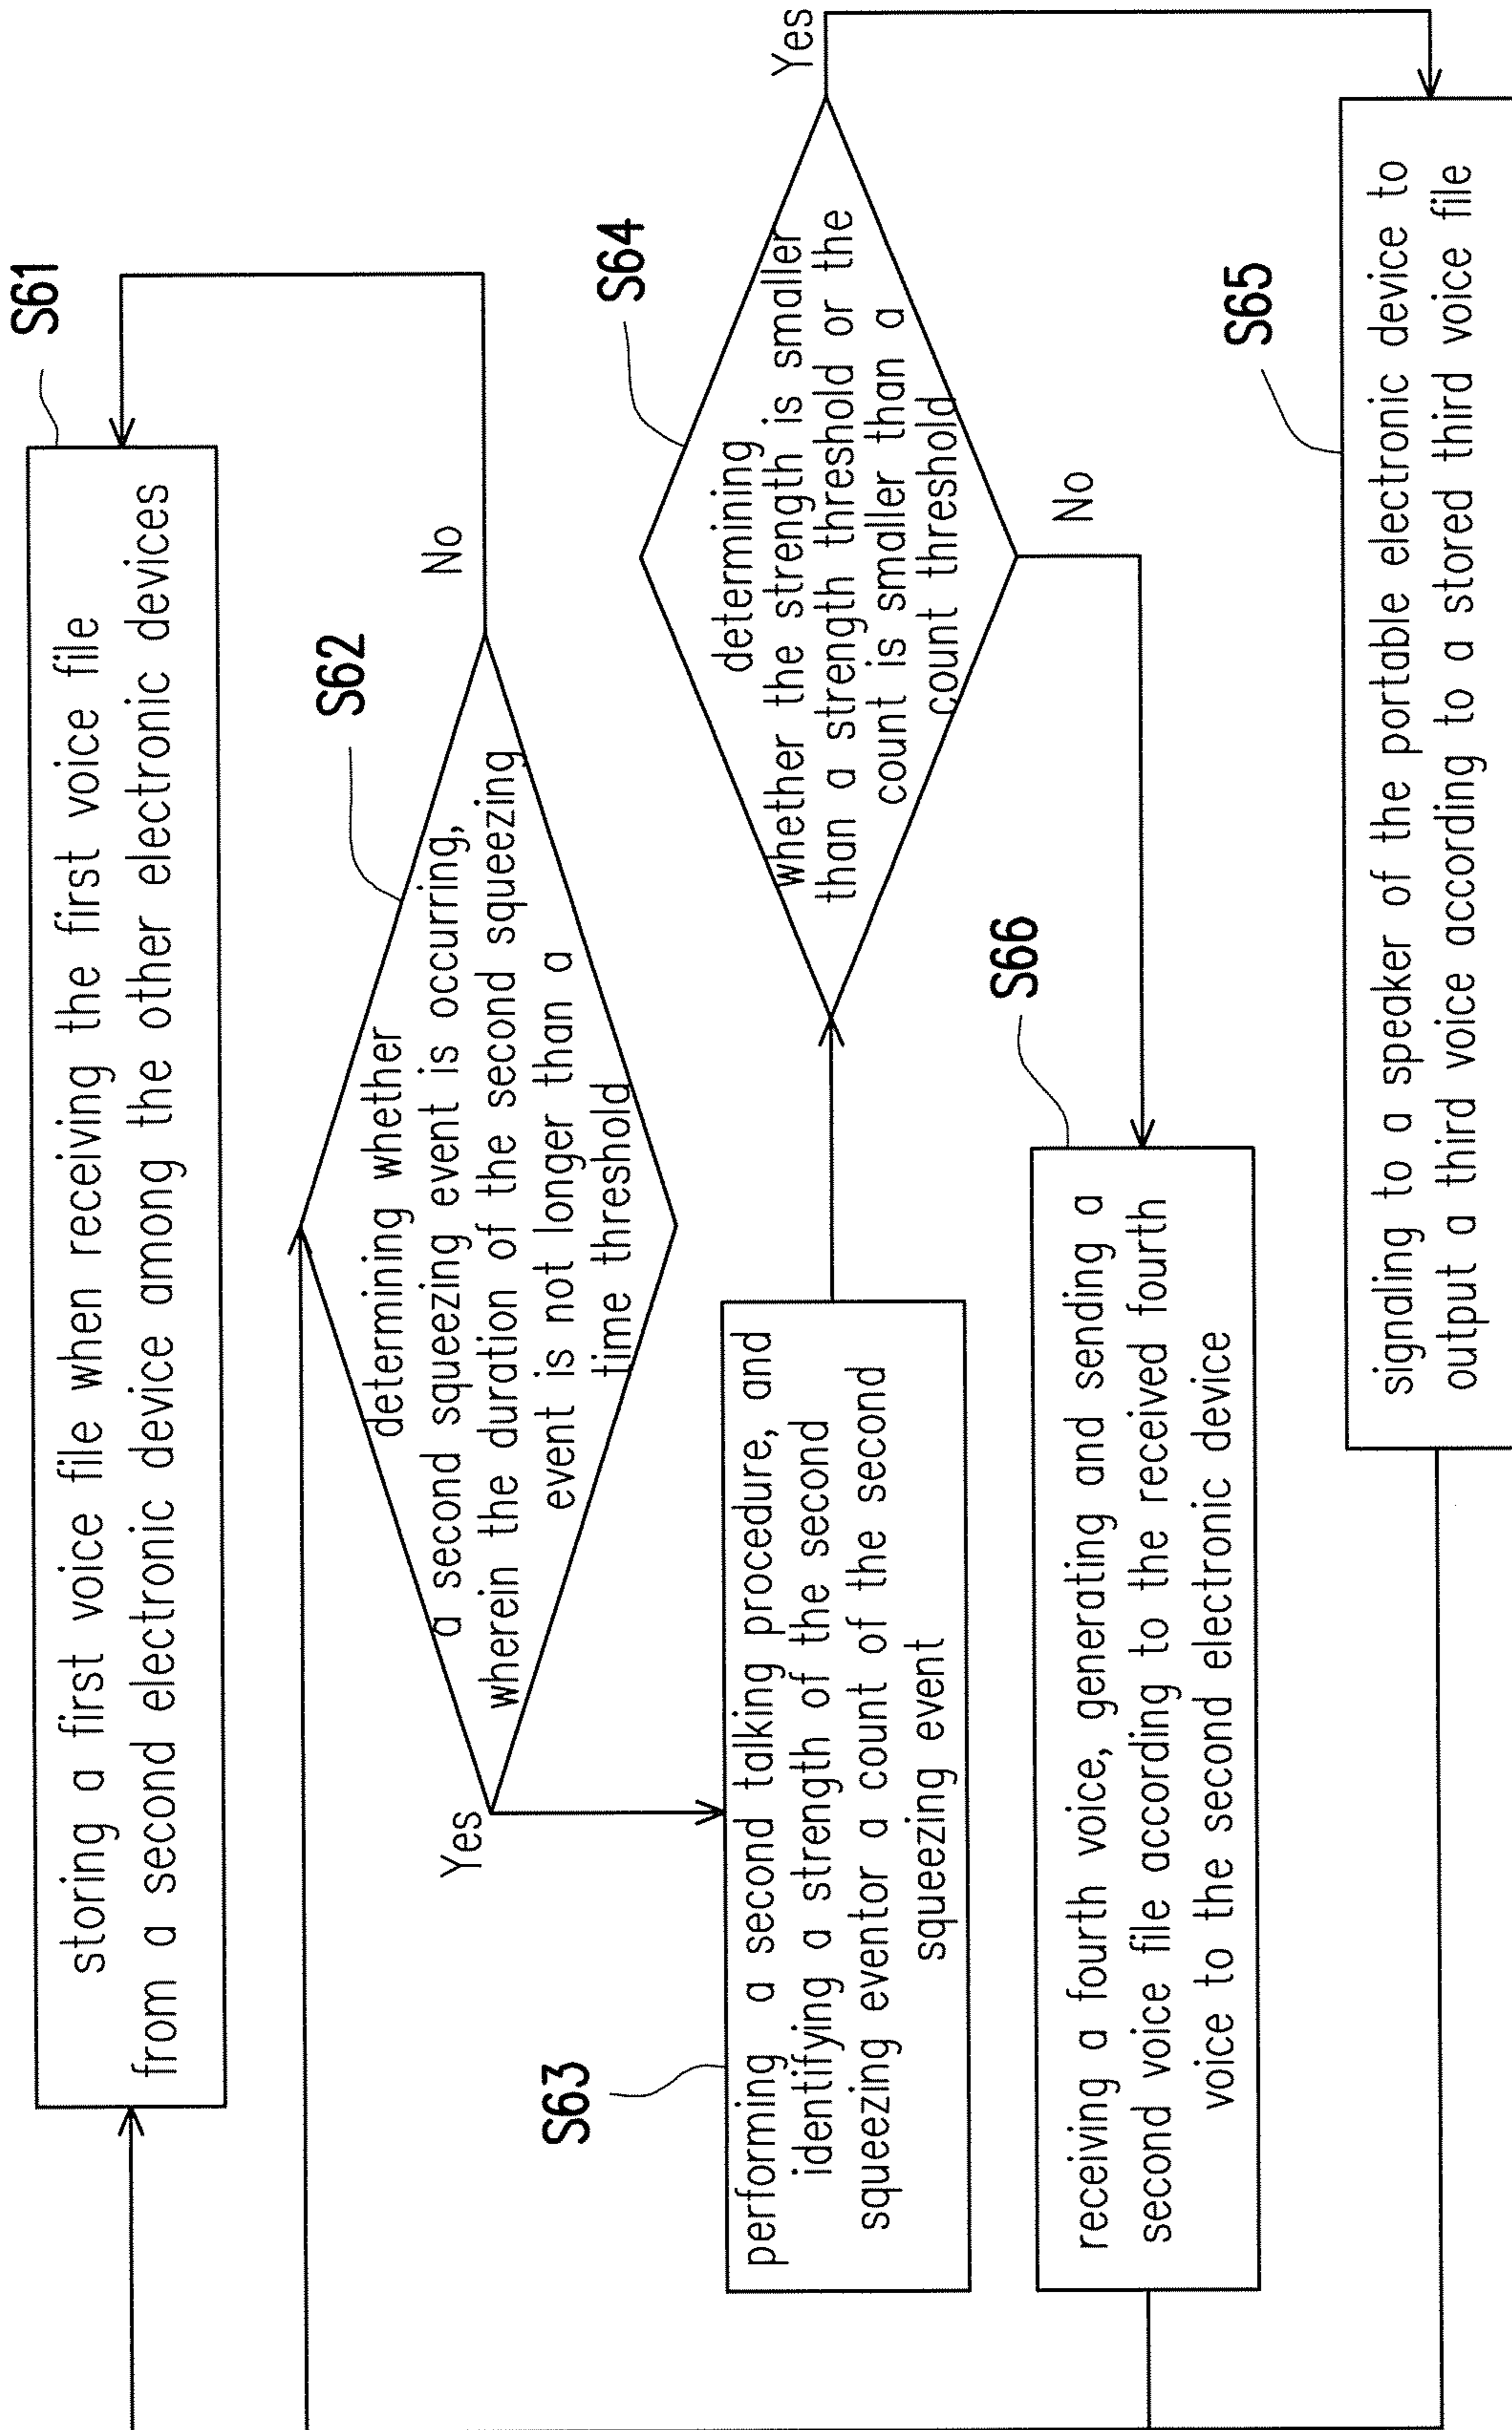 S61
storing a first voice file when receiving the first voice file
from a second electronic device among the other electronic devices
S62
determining whether
a second squeezing event is occurring,
wherein the duration of the second squeezing
event is not longer than a
time threshold
No
Yes
S63
performing a second talking procedure, and
identifying a strength of the second
squeezing eventor a count of the second
squeezing event
S64
determining
whether the strength is smaller
than a strength threshold or the
count is smaller than a
count threshold
Yes
No
S66
receiving a fourth voice, generating and sending a
second voice file according to the received fourth
voice to the second electronic device
S65
signaling to a speaker of the portable electronic device to
output a third voice according to a stored third voice file